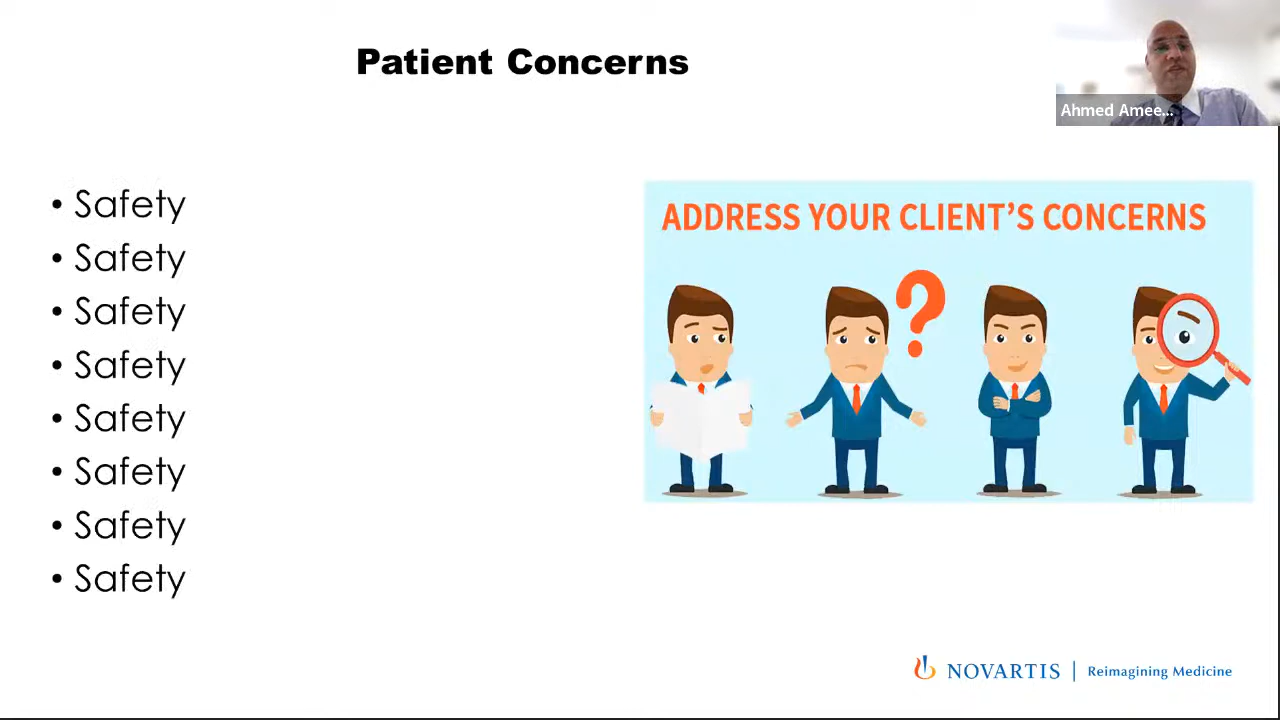 Patient Concerns
Ahmed Amee...
• Safety
• Safety
• Safety
• Safety
• Safety
• Safety
• Safety
• Safety
ADDRESS YOUR CLIENT'S CONCERNS
?
NOVARTIS | Reimagining Medicine